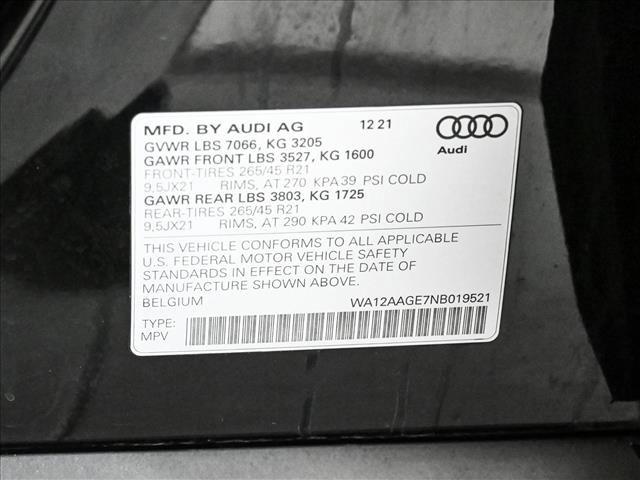 MFD. BY AUDI AG 12 21
GVWR LBS 7066, KG 3205
GAWR FRONT LBS 3527, KG 1600
FRONT-TIRES 265/45 R21
9,5JX21 RIMS, AT 270 KPA 39 PSI COLD
GAWR REAR LBS 3803, KG 1725
REAR-TIRES 265/45 R21
9,5JX21 RIMS, AT 290 KPA 42 PSI COLD
Audi
THIS VEHICLE CONFORMS TO ALL APPLICABLE
U.S. FEDERAL MOTOR VEHICLE SAFETY
STANDARDS IN EFFECT ON THE DATE OF
MANUFACTURE SHOWN ABOVE.
BELGIUM WA12AAGE7NB019521
TYPE:
MPV